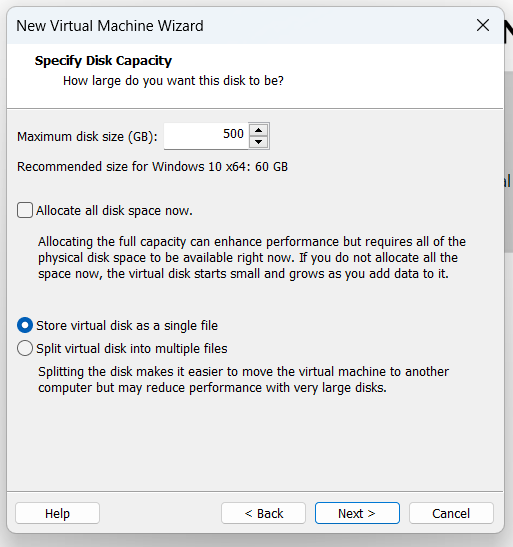 New Virtual Machine Wizard
Specify Disk Capacity
How large do you want this disk to be?
Maximum disk size (GB): 500
Recommended size for Windows 10 x64: 60 GB
Allocate all disk space now.
Allocating the full capacity can enhance performance but requires all of the
physical disk space to be available right now. If you do not allocate all the
space now, the virtual disk starts small and grows as you add data to it.
Store virtual disk as a single file
Split virtual disk into multiple files
Splitting the disk makes it easier to move the virtual machine to another
computer but may reduce performance with very large disks.
Help
< Back
Next >
Cancel